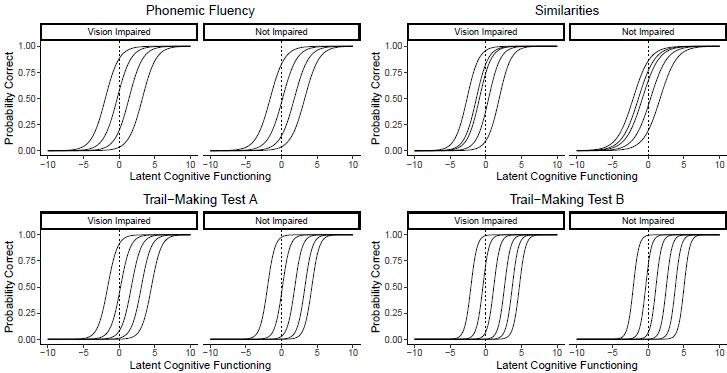 Phonemic Fluency
Similarities
Vision Impaired
Not Impaired
Vision Impaired
Not Impaired
Probability Correct
1.00
0.75
0.50
0.25
0.00
Probability Correct
1.00
0.75
0.50
0.25
0.00
−10 −5 0 5 10
−10 −5 0 5 10
−10 −5 0 5 10
−10 −5 0 5 10
Latent Cognitive Functioning
Latent Cognitive Functioning
Trail−Making Test A
Trail−Making Test B
Vision Impaired
Not Impaired
Vision Impaired
Not Impaired
Probability Correct
1.00
0.75
0.50
0.25
0.00
Probability Correct
1.00
0.75
0.50
0.25
0.00
−10 −5 0 5 10
−10 −5 0 5 10
−10 −5 0 5 10
−10 −5 0 5 10
Latent Cognitive Functioning
Latent Cognitive Functioning